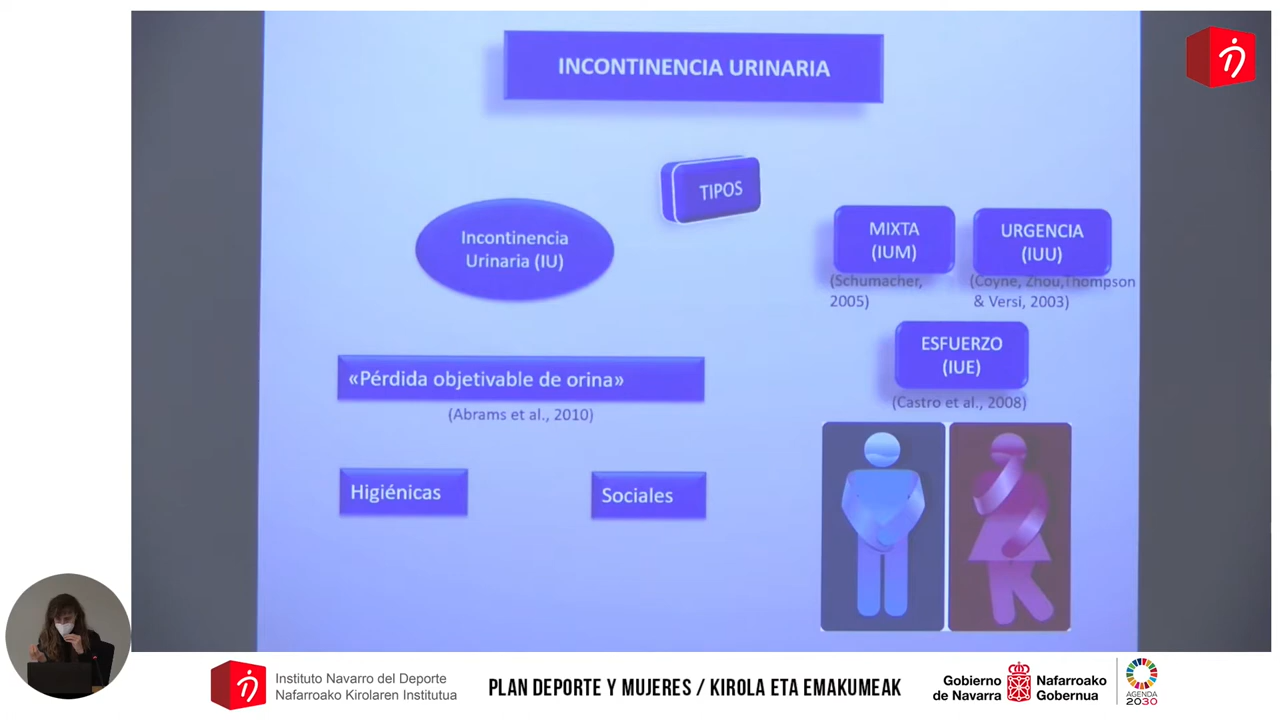 INCONTINENCIA URINARIA
TIPOS
Incontinencia
Urinaria (IU)
MIXTA
(IUM)
(Schumacher,
2005)
URGENCIA
(IUU)
(Coyne, Zhou,Thompson
& Versi, 2003)
ESFUERZO
(IUE)
(Castro et al., 2008)
«Pérdida objetivable de orina»
(Abrams et al., 2010)
Higiénicas
Sociales
Instituto Navarro del Deporte
Nafarroako Kirolaren Institutua
PLAN DEPORTE Y MUJERES / KIROLA ETA EMAKUMEAK
Gobierno
de Navarra
Nafarroako
Gobernua
AGENDA
2030